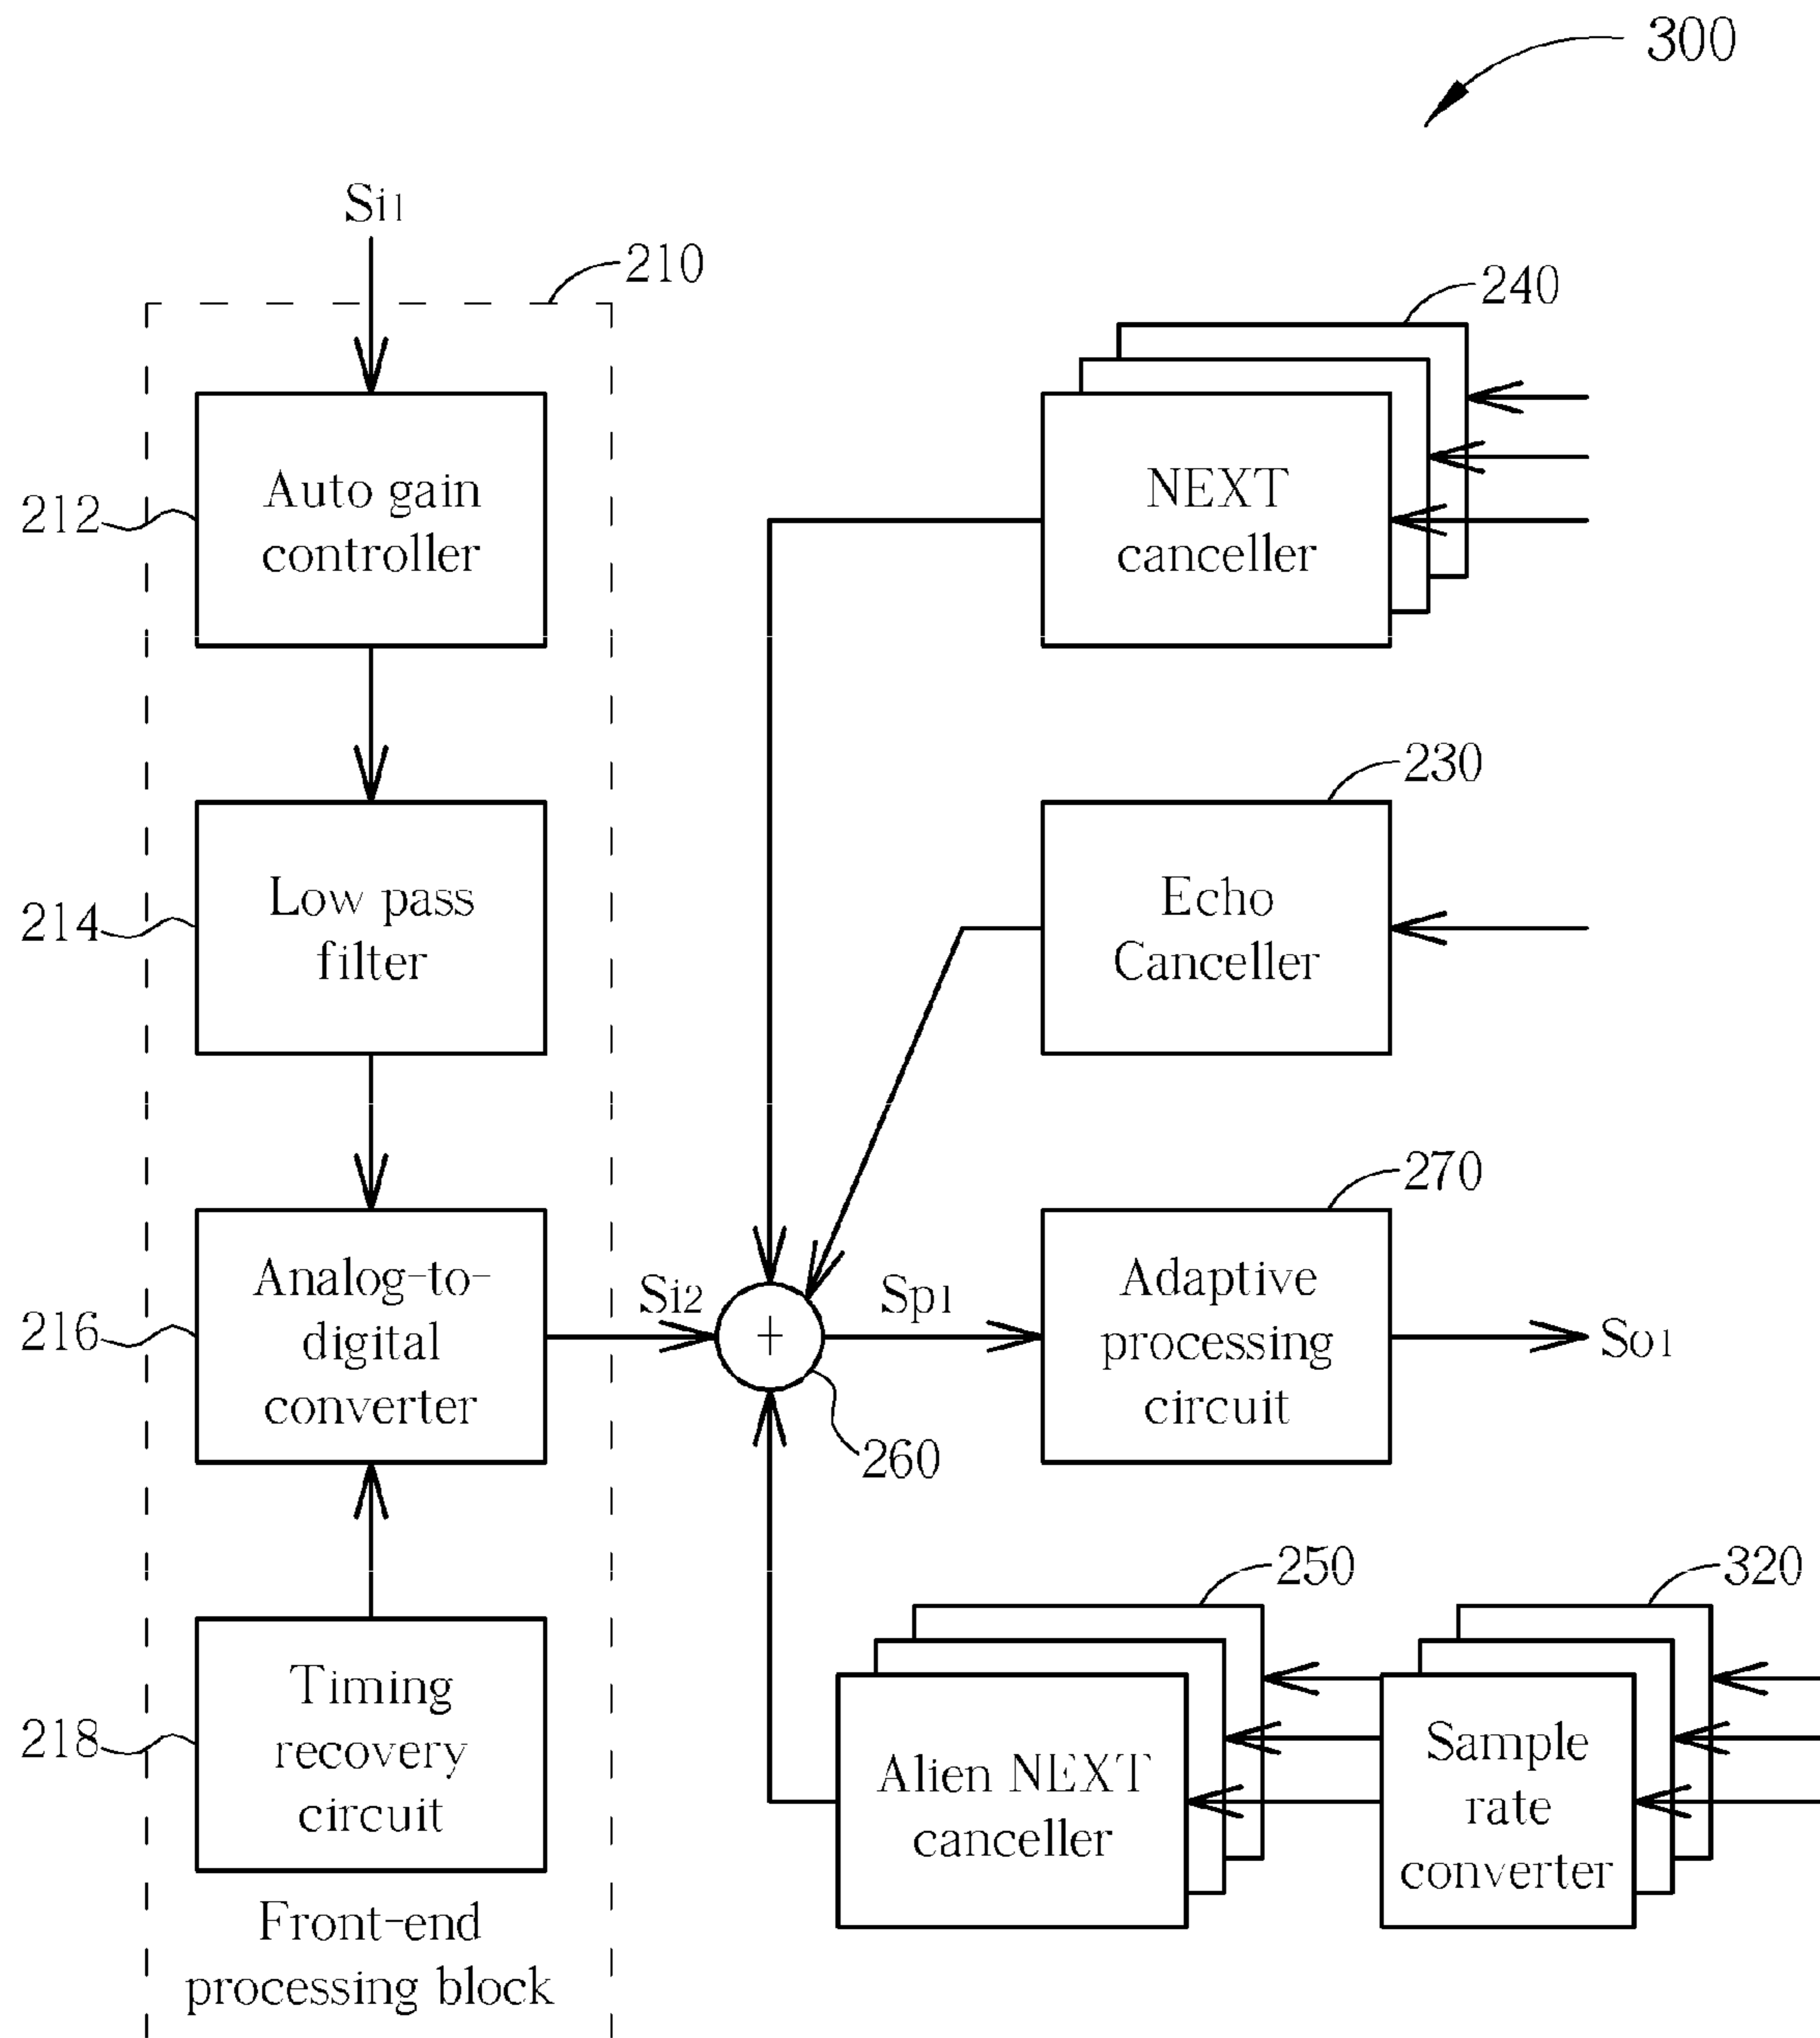 300
Si1
210
240
212
Auto gain
controller
NEXT
canceller
230
214
Low pass
filter
Echo
Canceller
270
216
Analog-to-
digital
converter
Si2
+
Sp1
Adaptive
processing
circuit
So1
260
250
320
218
Timing
recovery
circuit
Alien NEXT
canceller
Sample
rate
converter
Front-end
processing block